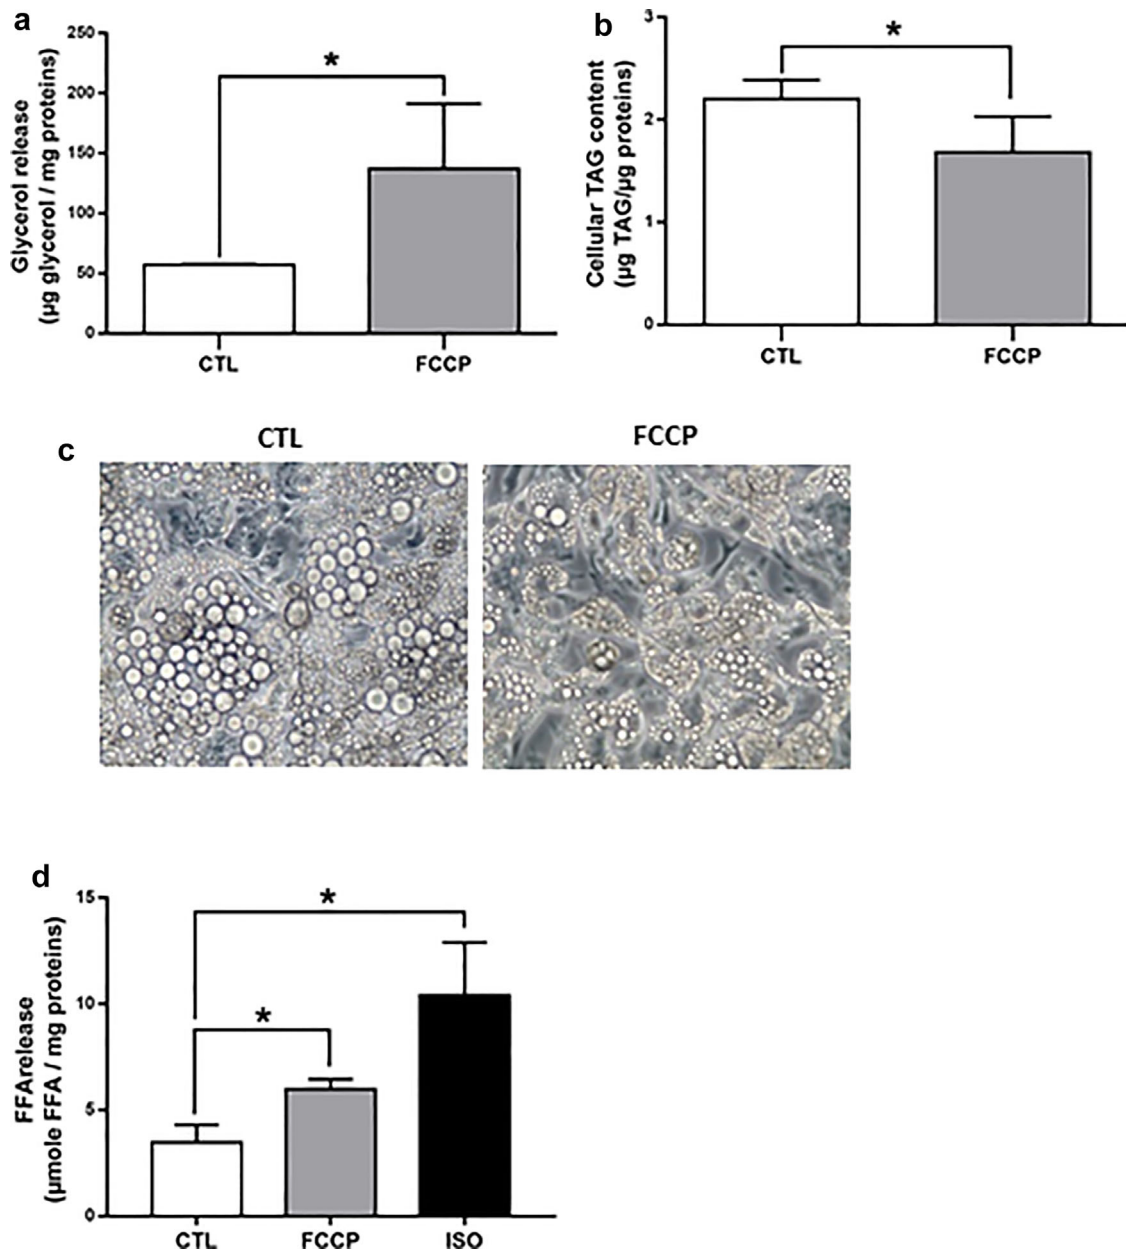 a
Glycerol release
(µg glycerol / mg proteins)
250
200
150
100
50
0
*
CTL
FCCP
b
Cellular TAG content
(µg TAG/µg proteins)
3
2
1
0
*
CTL
FCCP
c
CTL
FCCP
d
FFArelease
(µmole FFA / mg proteins)
15
10
5
0
*
*
CTL
FCCP
ISO